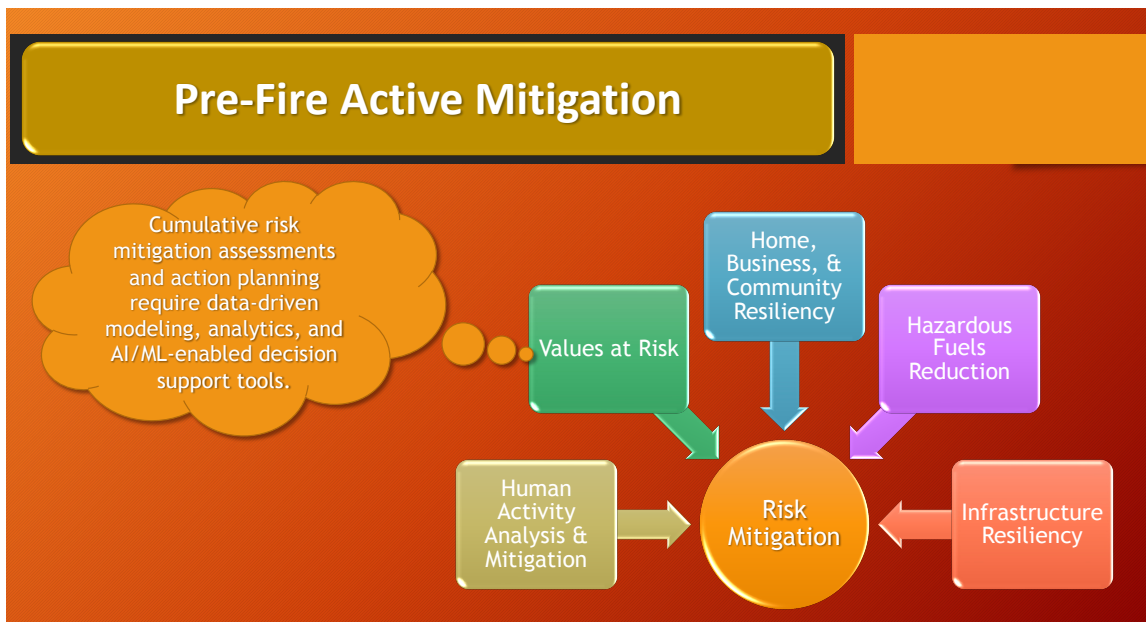 Pre-Fire Active Mitigation
Cumulative risk
mitigation assessments
and action planning
require data-driven
modeling, analytics, and
AI/ML-enabled decision
support tools.
Human
Activity
Analysis &
Mitigation
Values at Risk
Home,
Business, &
Community
Resiliency
Hazardous
Fuels
Reduction
Infrastructure
Resiliency
Risk
Mitigation